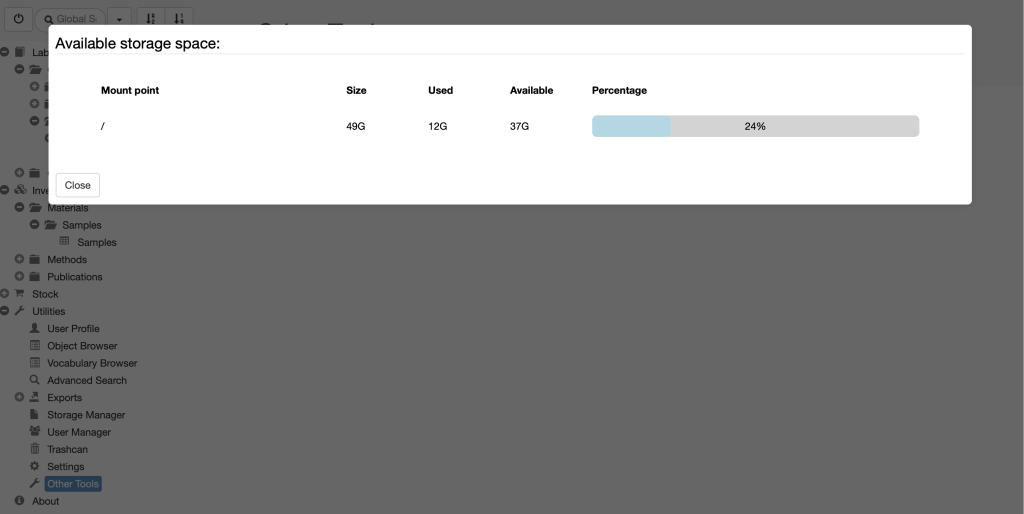 Global S
Available storage space:
Mount point Size Used Available Percentage
/ 49G 12G 37G 24%
Close
Lab
Inve
Materials
Samples
Samples
Methods
Publications
Stock
Utilities
User Profile
Object Browser
Vocabulary Browser
Advanced Search
Exports
Storage Manager
User Manager
Trashcan
Settings
Other Tools
About